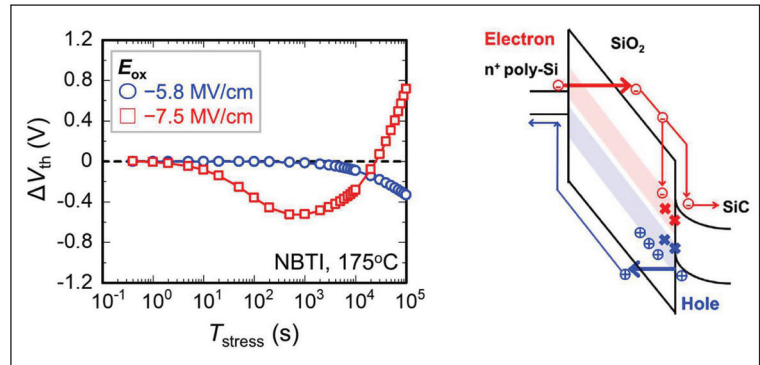 1.2
0.8
0.4
0
-0.4
-0.8
-1.2
ΔVth (V)
Eox
−5.8 MV/cm
−7.5 MV/cm
NBTI, 175°C
10⁻¹ 10⁰ 10¹ 10² 10³ 10⁴ 10⁵
Tstress (s)
Electron
SiO₂
n⁺ poly-Si
SiC
Hole